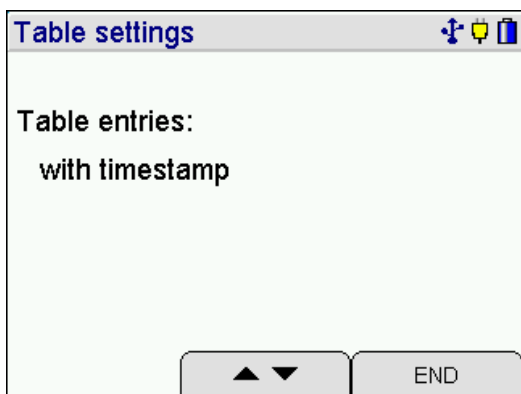 Table settings
Table entries:
with timestamp
▲ ▼
END